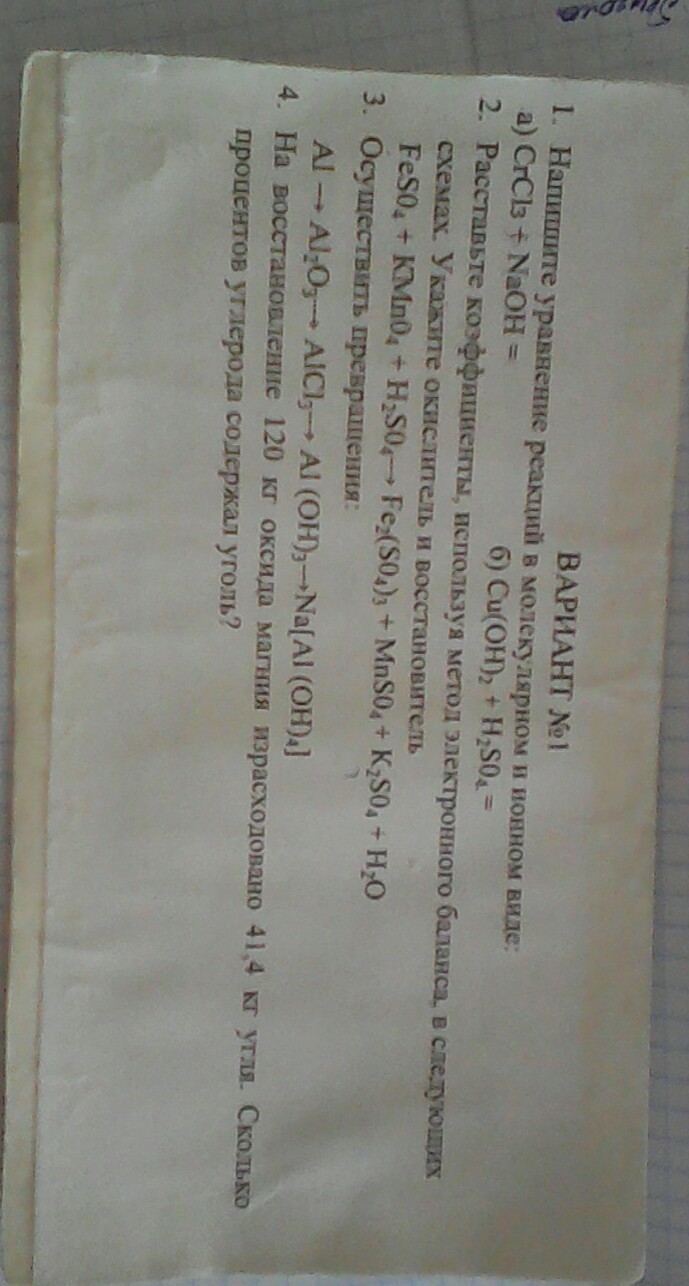 ВАРИАНТ №1
1. Напишите уравнение реакций в молекулярном и ионном виде:
а) CrCl₃ + NaOH = б) Cu(OH)₂ + H₂SO₄ =
2. Расставьте коэффициенты, используя метод электронного баланса, в следующих
схемах. Укажите окислитель и восстановитель
FeSO₄ + KMnO₄ + H₂SO₄→ Fe₂(SO₄)₃ + MnSO₄ + K₂SO₄ + H₂O
3. Осуществить превращения:
Al → Al₂O₃→ AlCl₃→ Al (OH)₃→Na[Al (OH)₄]
4. На восстановление 120 кг оксида магния израсходовано 41,4 кг угля. Сколько
процентов углерода содержал уголь?